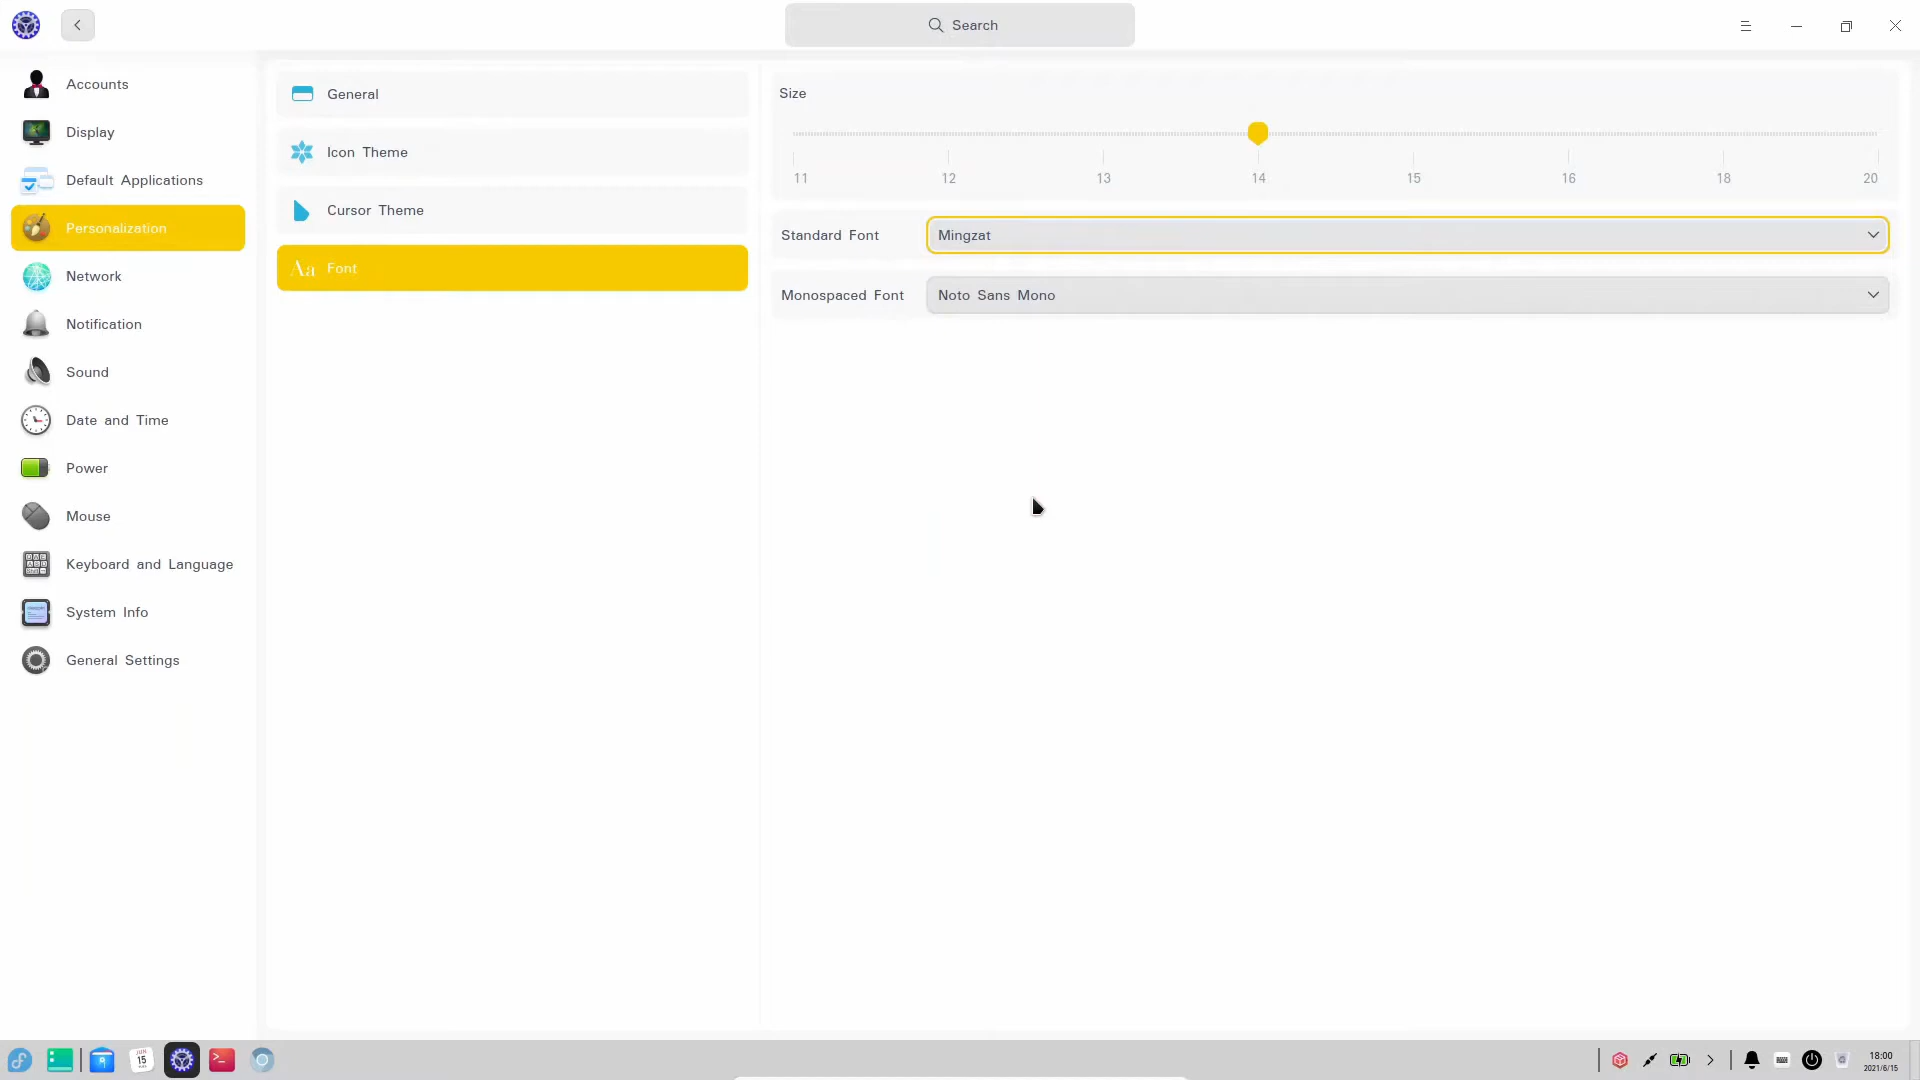 Search
Accounts
Display
Default Applications
Personalization
Network
Notification
Sound
Date and Time
Power
Mouse
Keyboard and Language
System Info
General Settings
General
Icon Theme
Cursor Theme
Aa Font
Size
11 12 13 14 15 16 18 20
Standard Font Mingzat
Monospaced Font Noto Sans Mono
JUN
15
18:00
2021/6/15